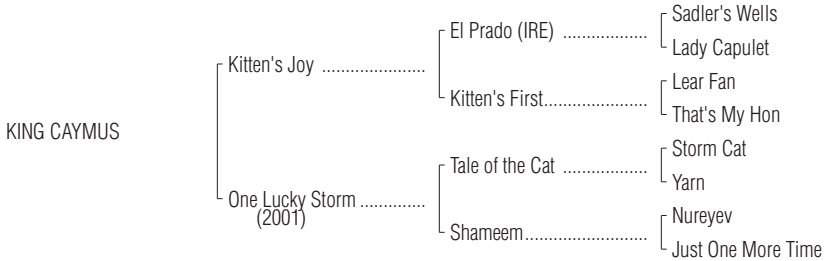 Sadler's Wells
El Prado (IRE) ..................
Lady Capulet
Kitten's Joy ......................
Lear Fan
Kitten's First......................
That's My Hon
KING CAYMUS
Storm Cat
Tale of the Cat ..................
Yarn
One Lucky Storm ..............
(2001)
Nureyev
Shameem..........................
Just One More Time